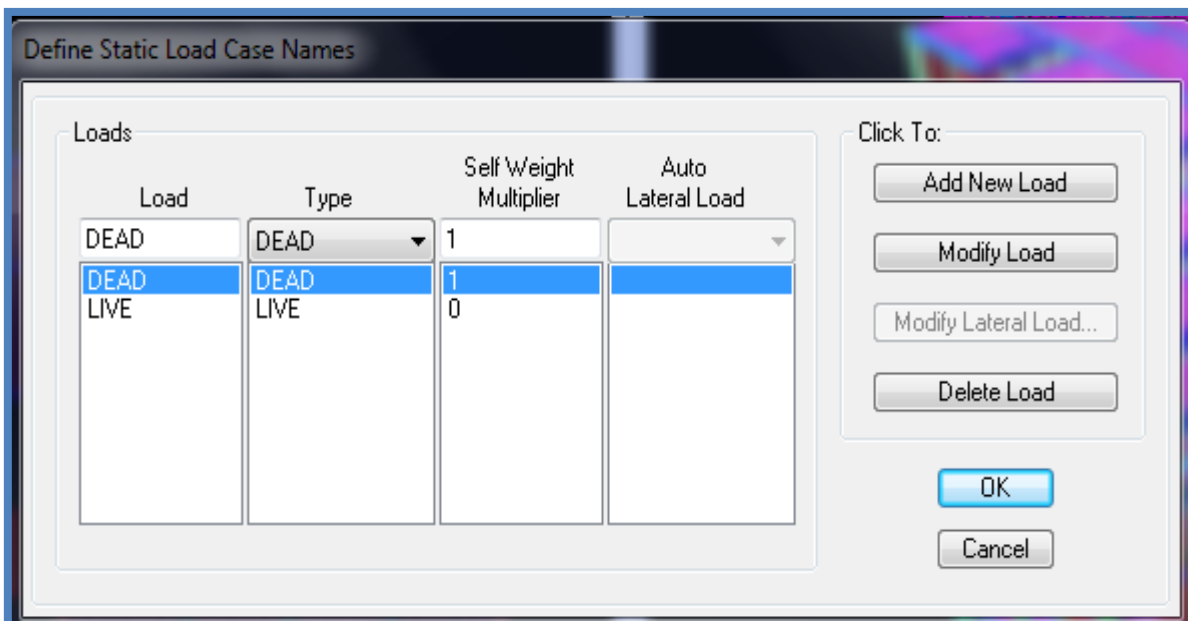 Define Static Load Case Names
Loads
Load Type Self Weight Multiplier Auto Lateral Load
DEAD DEAD 1
DEAD DEAD 1
LIVE LIVE 0
Click To:
Add New Load
Modify Load
Modify Lateral Load...
Delete Load
OK
Cancel